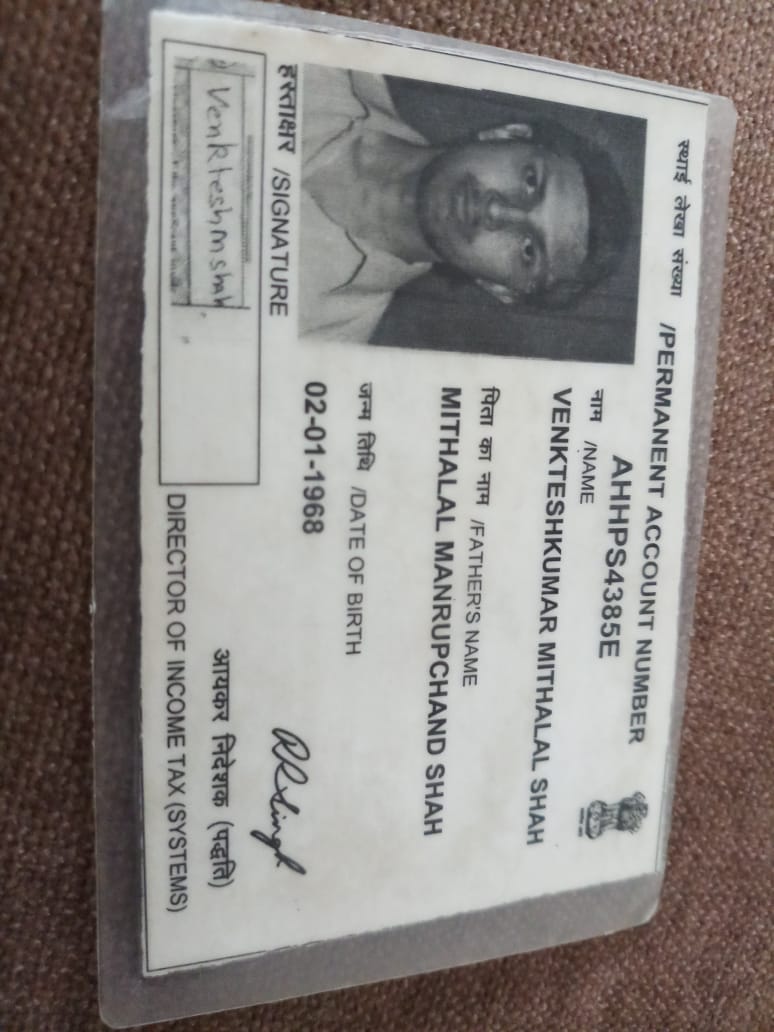 स्थाई लेखा संख्या /PERMANENT ACCOUNT NUMBER
AHHPS4385E
नाम /NAME
VENKTESHKUMAR MITHALAL SHAH
पिता का नाम /FATHER'S NAME
MITHALAL MANRUPCHAND SHAH
जन्म तिथि /DATE OF BIRTH
02-01-1968
हस्ताक्षर /SIGNATURE
Venkteshmshah
RRSingh
आयकर निदेशक (पद्धति)
DIRECTOR OF INCOME TAX (SYSTEMS)